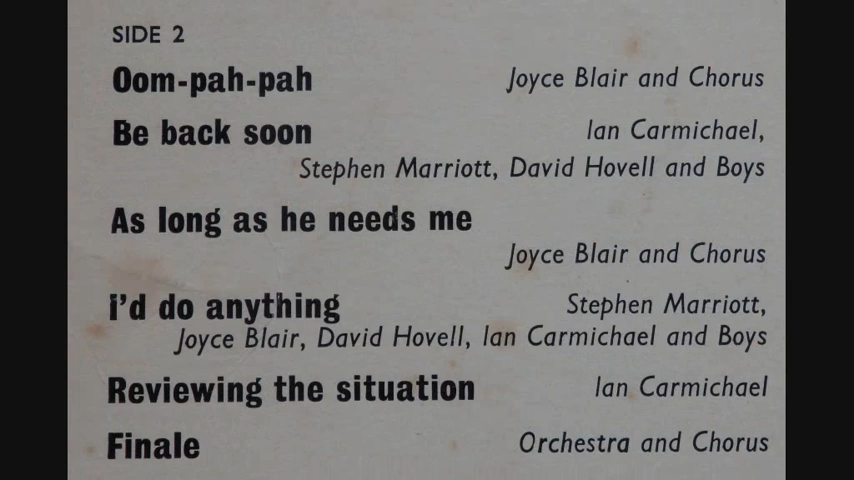 SIDE 2
Oom-pah-pah Joyce Blair and Chorus
Be back soon Ian Carmichael,
Stephen Marriott, David Hovell and Boys
As long as he needs me
Joyce Blair and Chorus
i'd do anything Stephen Marriott,
Joyce Blair, David Hovell, Ian Carmichael and Boys
Reviewing the situation Ian Carmichael
Finale Orchestra and Chorus